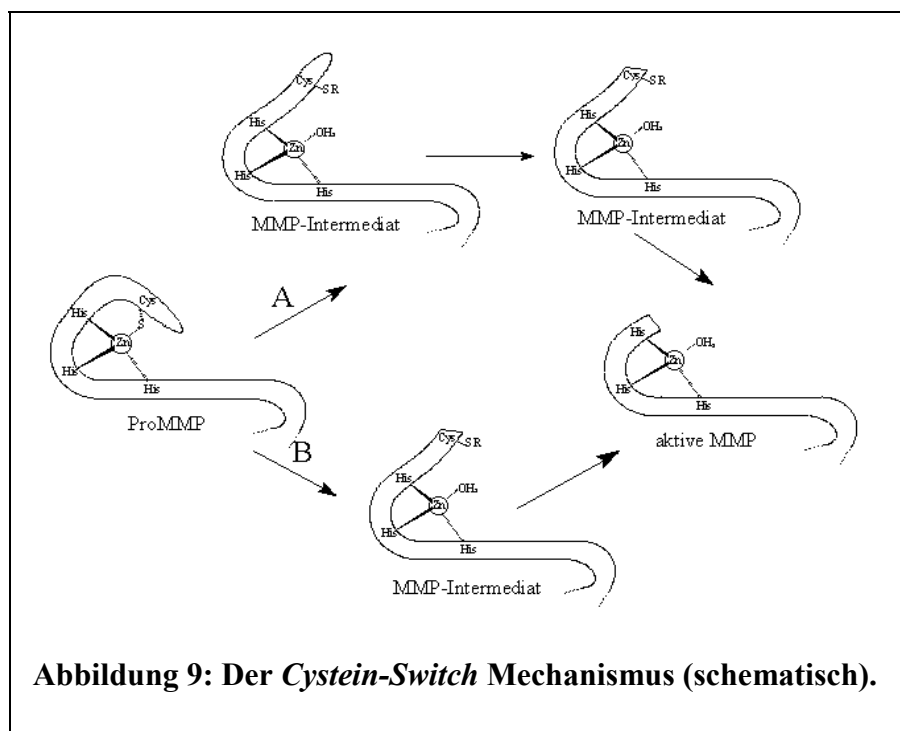 Cys
SR
His
OH₂
Zn
His
His
MMP-Intermediat
Cys
SR
His
OH₂
Zn
His
His
MMP-Intermediat
A
Cys
S
His
Zn
His
His
ProMMP
B
Cys
SR
His
OH₂
Zn
His
His
MMP-Intermediat
His
OH₂
Zn
His
His
aktive MMP
Abbildung 9: Der Cystein-Switch Mechanismus (schematisch).